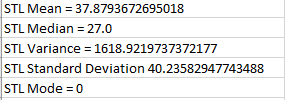 STL Mean = 37.8793672695018
STL Median = 27.0
STL Variance = 1618.9219737372177
STL Standard Deviation 40.23582947743488
STL Mode = 0